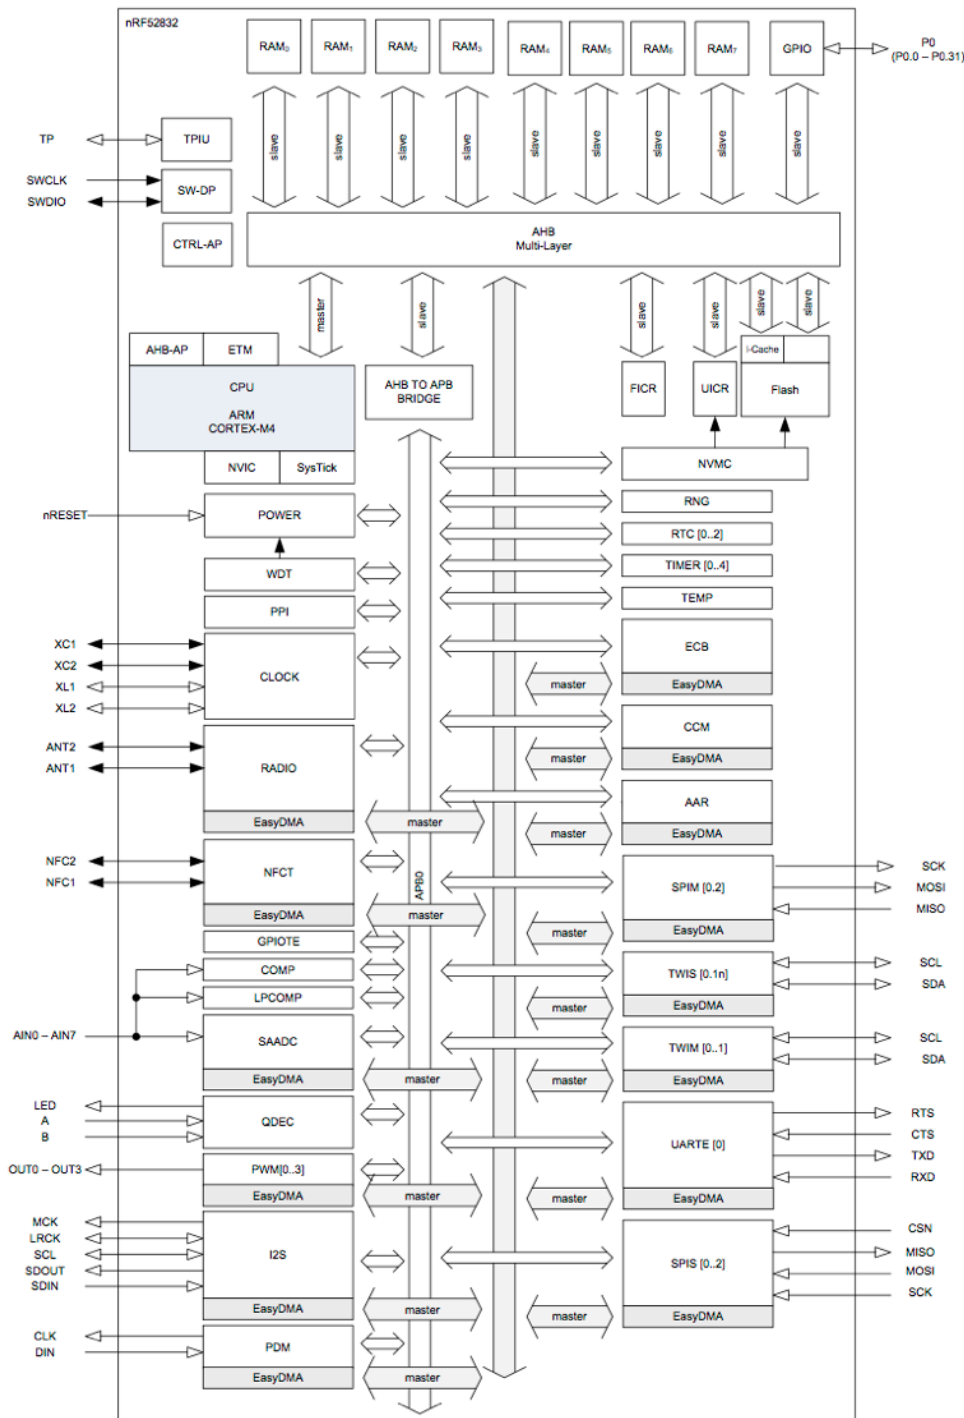 nRF52832
RAM0
RAM1
RAM2
RAM3
RAM4
RAM5
RAM6
RAM7
GPIO
P0
(P0.0 – P0.31)
slave
slave
slave
slave
slave
slave
slave
slave
slave
TP
TPIU
SWCLK
SWDIO
SW-DP
CTRL-AP
AHB
Multi-Layer
master
slave
slave
slave
slave
slave
AHB-AP
ETM
CPU
ARM
CORTEX-M4
NVIC
SysTick
AHB TO APB
BRIDGE
FICR
UICR
I-Cache
Flash
NVMC
nRESET
POWER
RNG
RTC [0..2]
WDT
TIMER [0..4]
PPI
TEMP
XC1
XC2
XL1
XL2
CLOCK
ECB
master
EasyDMA
ANT2
ANT1
RADIO
EasyDMA
master
CCM
master
EasyDMA
AAR
master
EasyDMA
NFC2
NFC1
NFCT
EasyDMA
master
APB0
SPIM [0.2]
master
EasyDMA
SCK
MOSI
MISO
GPIOTE
COMP
LPCOMP
AIN0 – AIN7
SAADC
EasyDMA
master
TWIS [0.1n]
master
EasyDMA
SCL
SDA
TWIM [0..1]
master
EasyDMA
SCL
SDA
LED
A
B
QDEC
OUT0 – OUT3
PWM[0..3]
EasyDMA
master
UARTE [0]
master
EasyDMA
RTS
CTS
TXD
RXD
MCK
LRCK
SCL
SDOUT
SDIN
I2S
EasyDMA
master
SPIS [0..2]
master
EasyDMA
CSN
MISO
MOSI
SCK
CLK
DIN
PDM
EasyDMA
master